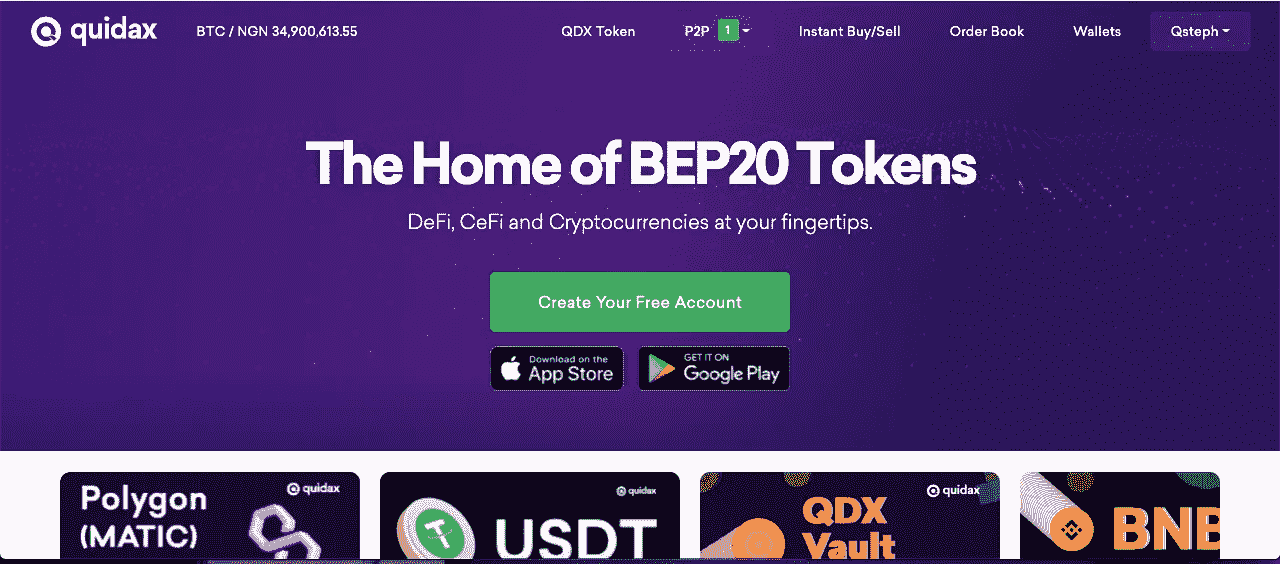 quidax
BTC / NGN 34,900,613.55
QDX Token
P2P 1
Instant Buy/Sell
Order Book
Wallets
Qsteph
The Home of BEP20 Tokens
DeFi, CeFi and Cryptocurrencies at your fingertips.
Create Your Free Account
Download on the
App Store
GET IT ON
Google Play
Polygon
(MATIC)
quidax
quidax
USDT
quidax
QDX
Vault
BNB